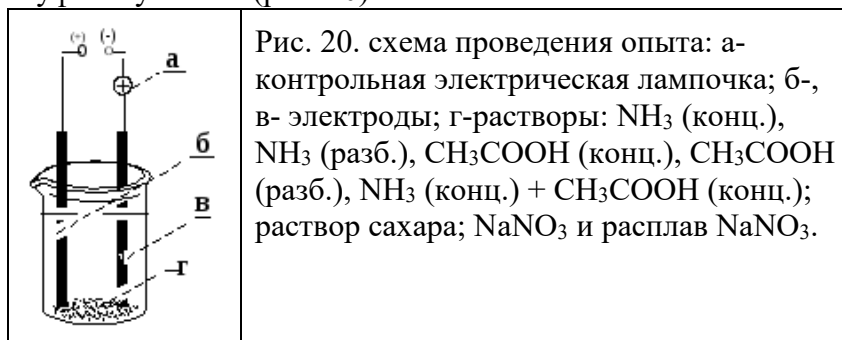 (+) (-)
а
б
в
г
Рис. 20. схема проведения опыта: а-
контрольная электрическая лампочка; б-,
в- электроды; г-растворы: NH₃ (конц.),
NH₃ (разб.), CH₃COOH (конц.), CH₃COOH
(разб.), NH₃ (конц.) + CH₃COOH (конц.);
раствор сахара; NaNO₃ и расплав NaNO₃.